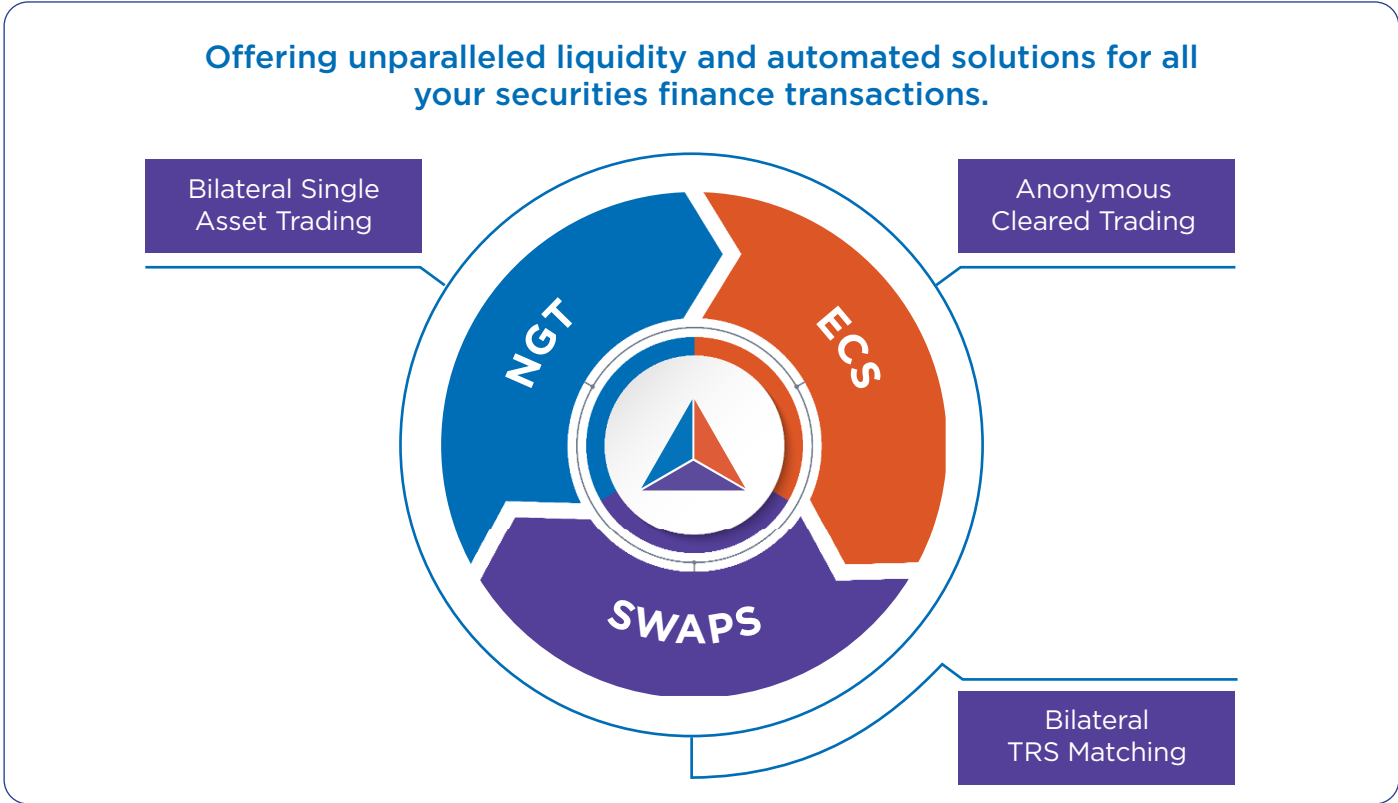 Offering unparalleled liquidity and automated solutions for all
your securities finance transactions.
Bilateral Single
Asset Trading
Anonymous
Cleared Trading
NGT
ECS
SWAPS
Bilateral
TRS Matching